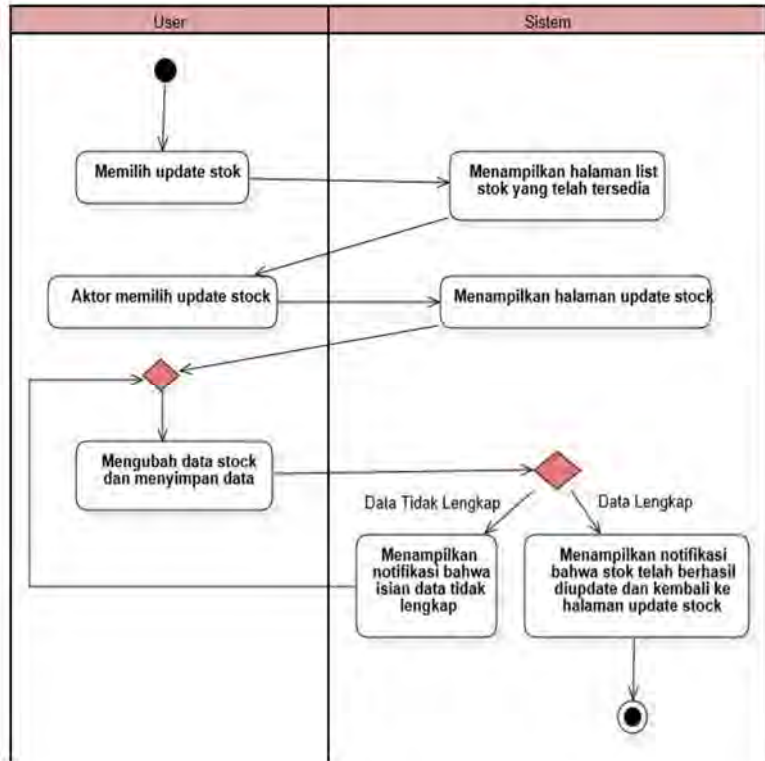 User
Sistem
Memilih update stok
Menampilkan halaman list
stok yang telah tersedia
Aktor memilih update stock
Menampilkan halaman update stock
Mengubah data stock
dan menyimpan data
Data Tidak Lengkap
Data Lengkap
Menampilkan
notifikasi bahwa
isian data tidak
lengkap
Menampilkan notifikasi
bahwa stok telah berhasil
diupdate dan kembali ke
halaman update stock